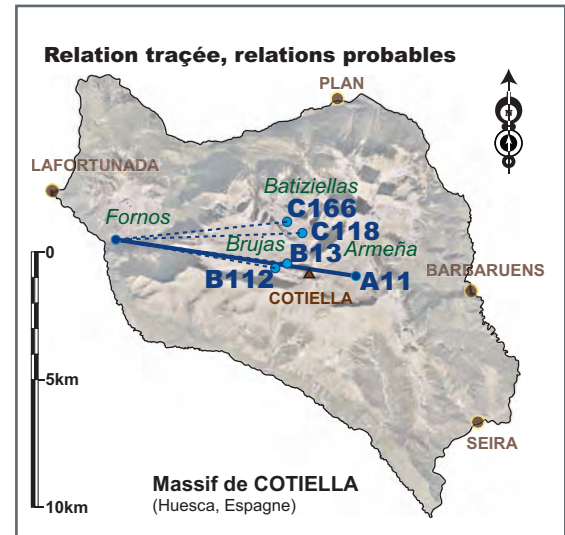 Relation traçée, relations probables
PLAN
N
LAFORTUNADA
Batiziellas
C166
Fornos
C118
Brujas
B13
Armeña
0
B112
A11
BARBARUENS
COTIELLA
5km
SEIRA
Massif de COTIELLA
(Huesca, Espagne)
10km